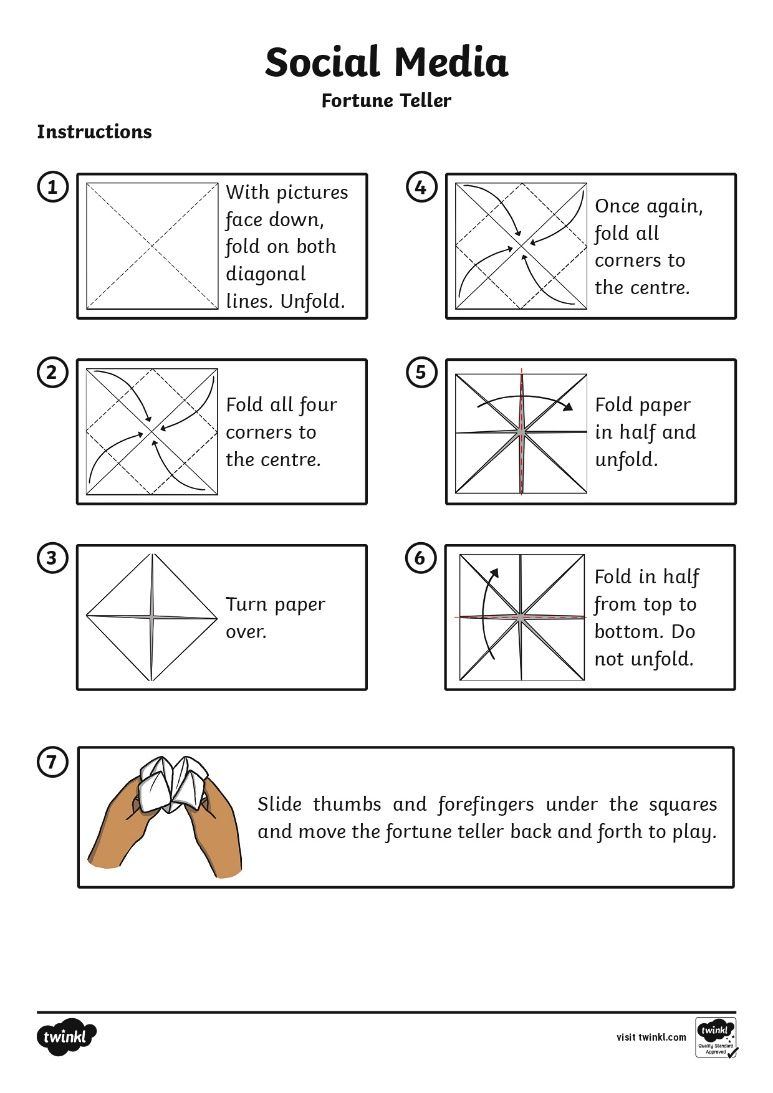 Social Media
Fortune Teller
Instructions
1
With pictures
face down,
fold on both
diagonal
lines. Unfold.
2
Fold all four
corners to
the centre.
3
Turn paper
over.
4
Once again,
fold all
corners to
the centre.
5
Fold paper
in half and
unfold.
6
Fold in half
from top to
bottom. Do
not unfold.
7
Slide thumbs and forefingers under the squares
and move the fortune teller back and forth to play.
twinkl
visit twinkl.com
twinkl
Quality Standard
Approved